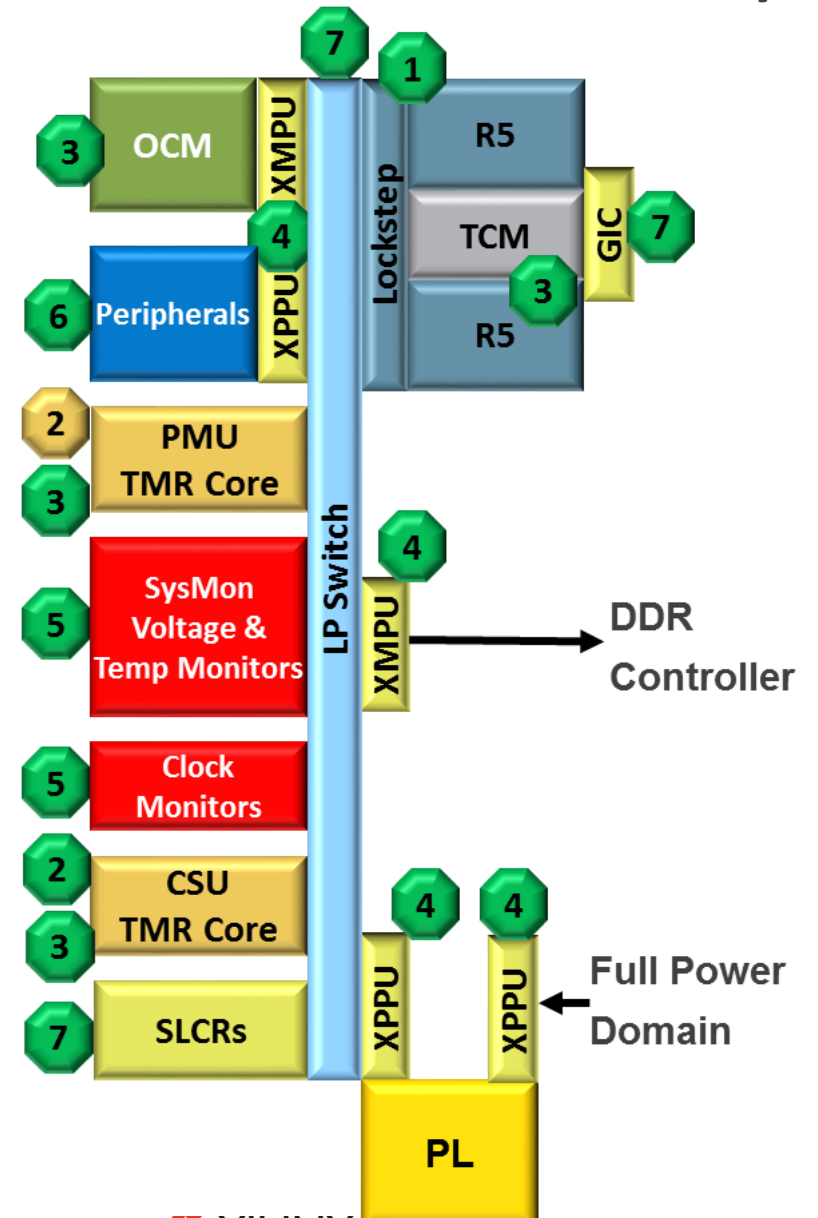 7
1
OCM
XMPU
R5
3
Lockstep
TCM
GIC
7
4
3
6
Peripherals
XPPU
R5
2
PMU
TMR Core
3
LP Switch
4
SysMon
Voltage &
Temp Monitors
5
XMPU
DDR
Controller
5
Clock
Monitors
2
CSU
TMR Core
3
4
4
XPPU
XPPU
Full Power
Domain
7
SLCRs
PL